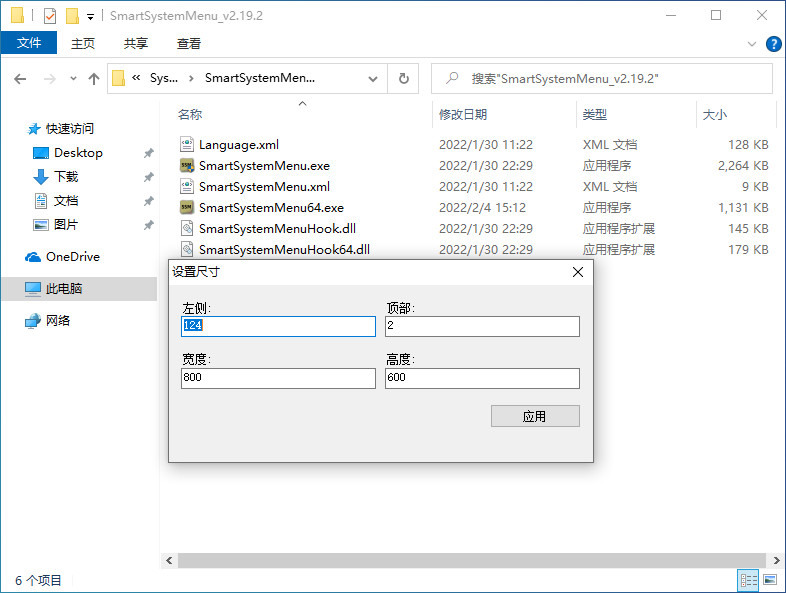 SmartSystemMenu_v2.19.2
文件 主页 共享 查看
« Sys... › SmartSystemMen... 搜索"SmartSystemMenu_v2.19.2"
名称 修改日期 类型 大小
快速访问
Desktop
下载
文档
图片
OneDrive
此电脑
网络
Language.xml 2022/1/30 11:22 XML 文档 128 KB
SmartSystemMenu.exe 2022/1/30 22:29 应用程序 2,264 KB
SmartSystemMenu.xml 2022/1/30 11:22 XML 文档 9 KB
SmartSystemMenu64.exe 2022/2/4 15:12 应用程序 1,131 KB
SmartSystemMenuHook.dll 2022/1/30 22:29 应用程序扩展 145 KB
SmartSystemMenuHook64.dll 2022/1/30 22:29 应用程序扩展 179 KB
设置尺寸
左侧: 顶部:
124 2
宽度: 高度:
800 600
应用
6 个项目